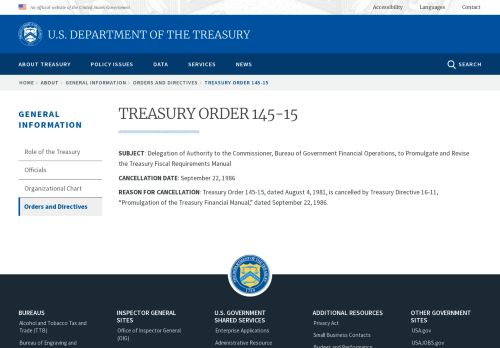 An official website of the United States Government
Accessibility Languages Contact
U.S. DEPARTMENT OF THE TREASURY
ABOUT TREASURY POLICY ISSUES DATA SERVICES NEWS SEARCH
HOME › ABOUT › GENERAL INFORMATION › ORDERS AND DIRECTIVES › TREASURY ORDER 145-15
GENERAL
INFORMATION
Role of the Treasury
Officials
Organizational Chart
Orders and Directives
TREASURY ORDER 145-15
SUBJECT: Delegation of Authority to the Commissioner, Bureau of Government Financial Operations, to Promulgate and Revise
the Treasury Fiscal Requirements Manual
CANCELLATION DATE: September 22, 1986
REASON FOR CANCELLATION: Treasury Order 145-15, dated August 4, 1981, is cancelled by Treasury Directive 16-11,
“Promulgation of the Treasury Financial Manual,” dated September 22, 1986.
BUREAUS
Alcohol and Tobacco Tax and
Trade (TTB)
Bureau of Engraving and
INSPECTOR GENERAL
SITES
Office of Inspector General
(OIG)
U.S. GOVERNMENT
SHARED SERVICES
Enterprise Applications
Administrative Resource
ADDITIONAL RESOURCES
Privacy Act
Small Business Contacts
Budget and Performance
OTHER GOVERNMENT
SITES
USA.gov
USAJOBS.gov